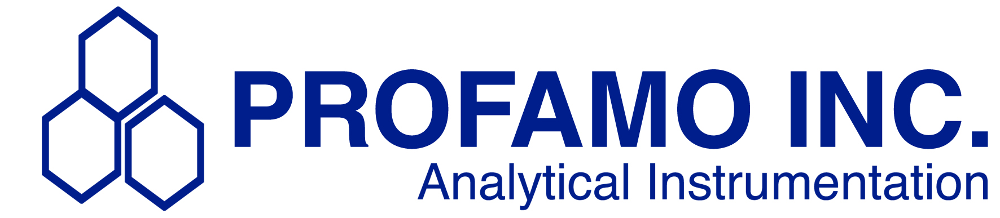 PROFAMO INC.
Analytical Instrumentation